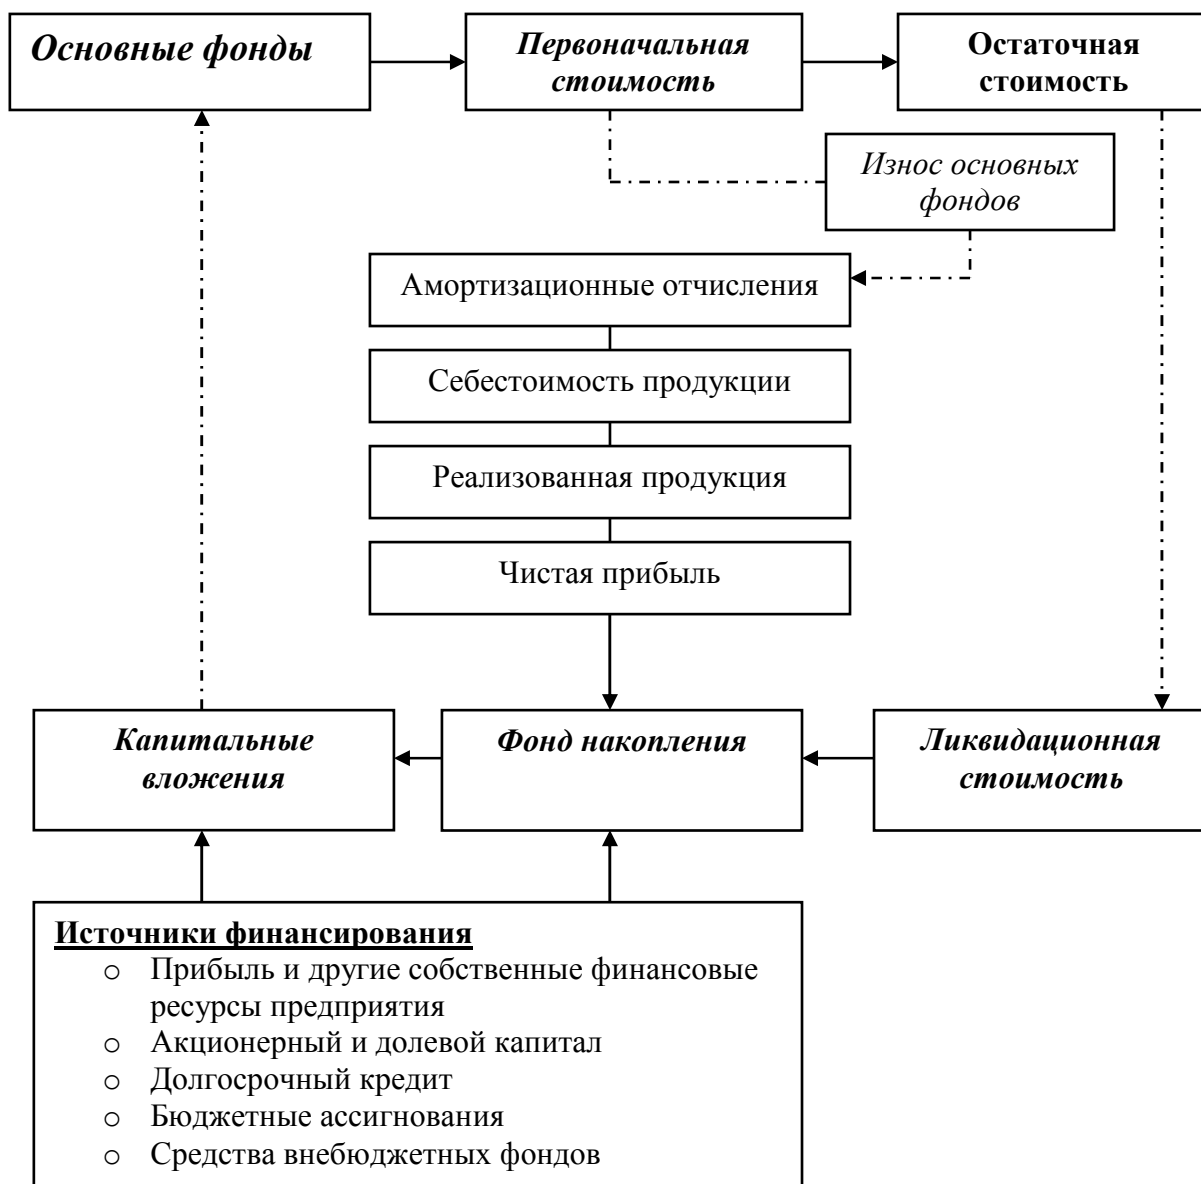 Основные фонды
Первоначальная
стоимость
Остаточная
стоимость
Износ основных
фондов
Амортизационные отчисления
Себестоимость продукции
Реализованная продукция
Чистая прибыль
Капитальные
вложения
Фонд накопления
Ликвидационная
стоимость
Источники финансирования
o Прибыль и другие собственные финансовые
ресурсы предприятия
o Акционерный и долевой капитал
o Долгосрочный кредит
o Бюджетные ассигнования
o Средства внебюджетных фондов